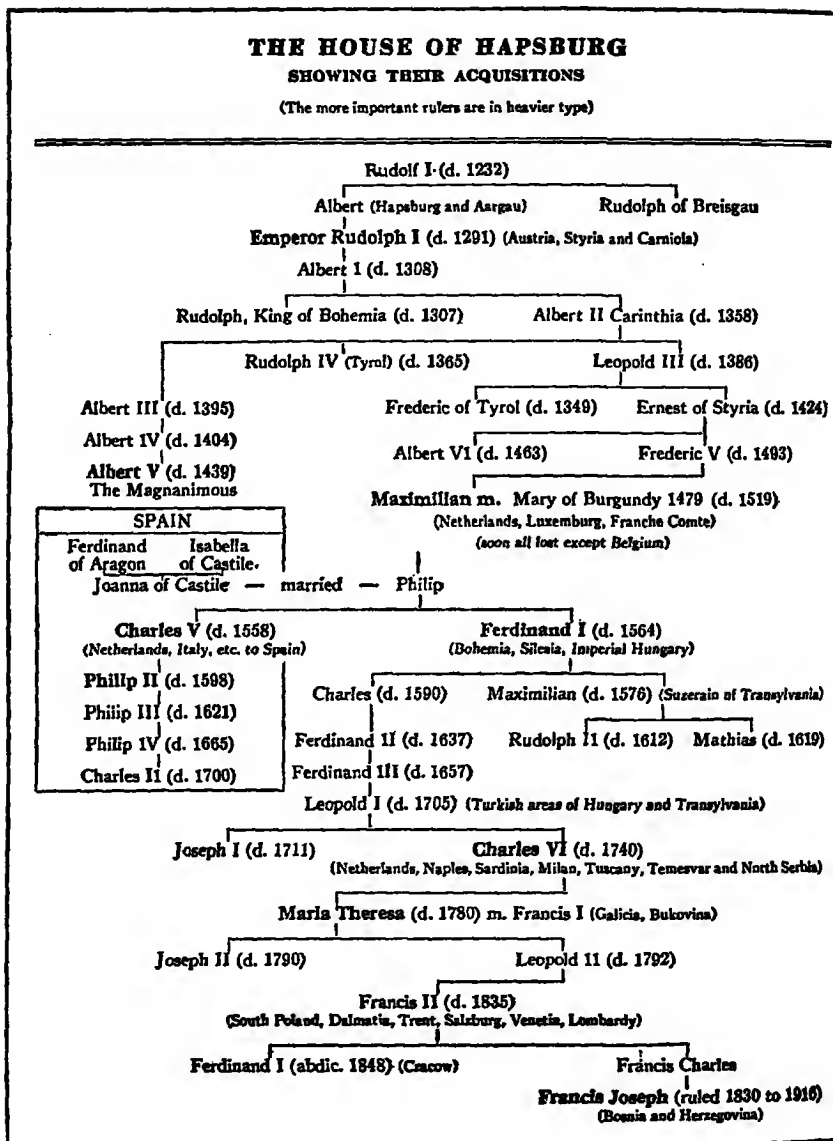 THE HOUSE OF HAPSBURG
SHOWING THEIR ACQUISITIONS
(The more important rulers are in heavier type)
Rudolf I (d. 1232)
Albert (Hapsburg and Aargau) Rudolph of Breisgau
Emperor Rudolph I (d. 1291) (Austria, Styria and Carniola)
Albert I (d. 1308)
Rudolph, King of Bohemia (d. 1307) Albert II Carinthia (d. 1358)
Rudolph IV (Tyrol) (d. 1365) Leopold III (d. 1386)
Albert III (d. 1395) Frederic of Tyrol (d. 1349) Ernest of Styria (d. 1424)
Albert IV (d. 1404) Albert VI (d. 1463) Frederic V (d. 1493)
Albert V (d. 1439)
The Magnanimous
Maximilian m. Mary of Burgundy 1479 (d. 1519)
(Netherlands, Luxemburg, Franche Comte)
(soon all lost except Belgium)
SPAIN
Ferdinand Isabella
of Aragon of Castile
Joanna of Castile — married — Philip
Charles V (d. 1558) Ferdinand I (d. 1564)
(Netherlands, Italy, etc. to Spain) (Bohemia, Silesia, Imperial Hungary)
Philip II (d. 1598) Charles (d. 1590) Maximilian (d. 1576) (Suzerain of Transylvania)
Philip III (d. 1621)
Philip IV (d. 1665) Ferdinand II (d. 1637) Rudolph II (d. 1612) Mathias (d. 1619)
Charles II (d. 1700) Ferdinand III (d. 1657)
Leopold I (d. 1705) (Turkish areas of Hungary and Transylvania)
Joseph I (d. 1711) Charles VI (d. 1740)
(Netherlands, Naples, Sardinia, Milan, Tuscany, Temesvar and North Serbia)
Maria Theresa (d. 1780) m. Francis I (Galicia, Bukovina)
Joseph II (d. 1790) Leopold 11 (d. 1792)
Francis II (d. 1835)
(South Poland, Dalmatia, Trent, Salzburg, Venetia, Lombardy)
Ferdinand I (abdic. 1848) (Cracow) Francis Charles
Francis Joseph (ruled 1830 to 1916)
(Bosnia and Herzegovina)